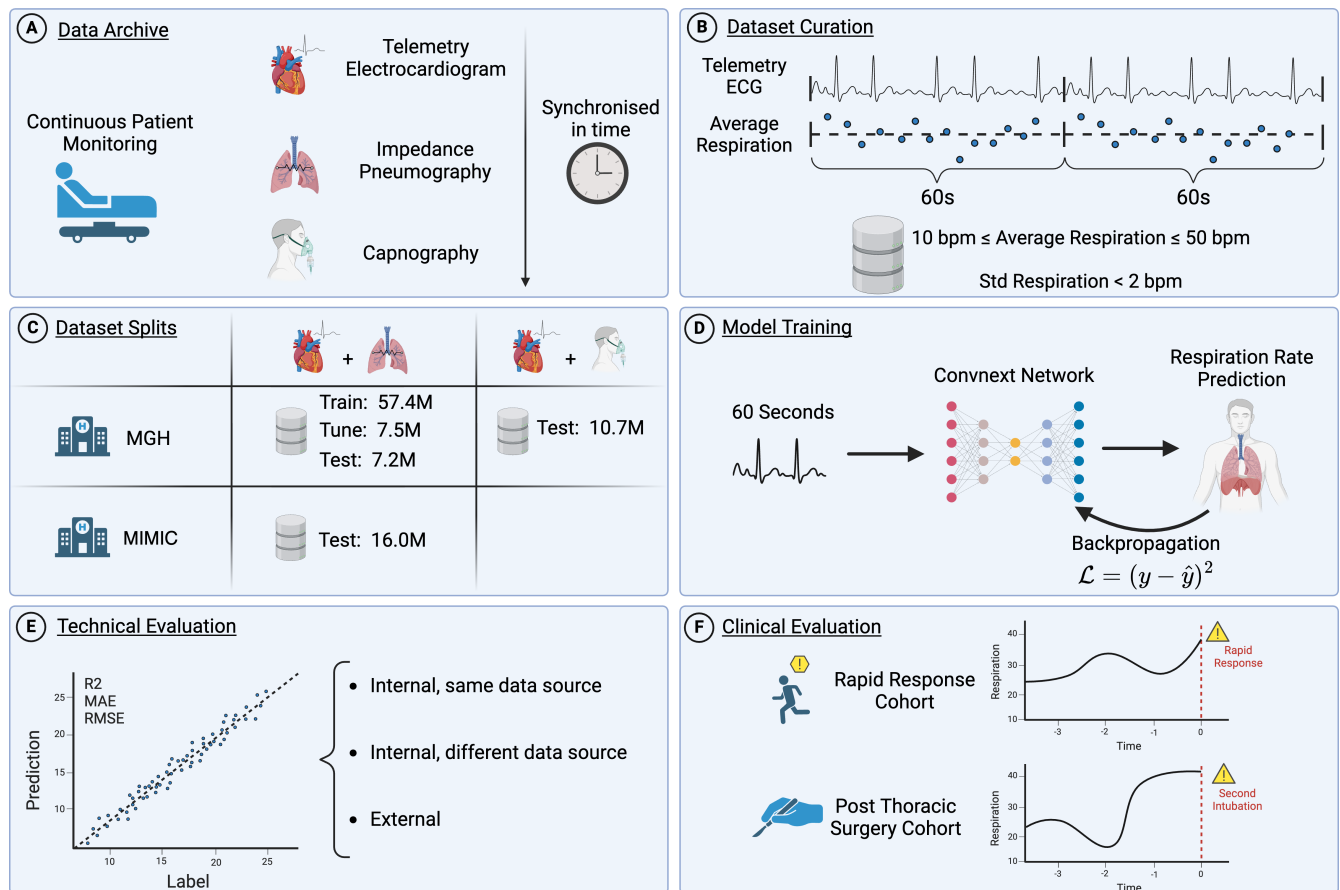 A Data Archive
Telemetry
Electrocardiogram
Continuous Patient
Monitoring
Impedance
Pneumography
Capnography
Synchronised
in time
B Dataset Curation
Telemetry
ECG
Average
Respiration
60s 60s
10 bpm ≤ Average Respiration ≤ 50 bpm
Std Respiration < 2 bpm
C Dataset Splits
+ +
H MGH
Train: 57.4M
Tune: 7.5M
Test: 7.2M
Test: 10.7M
H MIMIC
Test: 16.0M
D Model Training
60 Seconds
Convnext Network
Respiration Rate
Prediction
Backpropagation
ℒ = (y − ŷ)²
E Technical Evaluation
R2
MAE
RMSE
Prediction
25
20
15
10
10 15 20 25
Label
• Internal, same data source
• Internal, different data source
• External
F Clinical Evaluation
!
Rapid Response
Cohort
Respiration
40
30
20
10
-3 -2 -1 0
Time
!
Rapid
Response
Post Thoracic
Surgery Cohort
Respiration
40
30
20
10
-3 -2 -1 0
Time
!
Second
Intubation